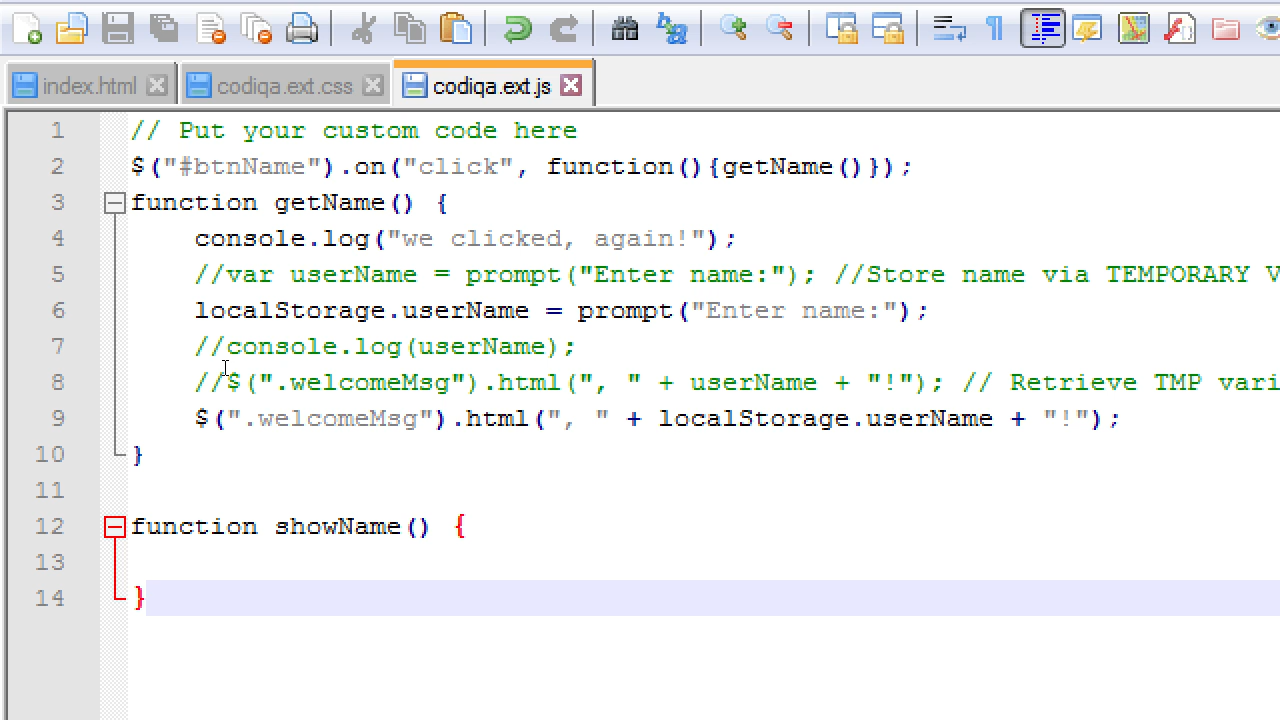 index.html codiqa.ext.css codiqa.ext.js
1 // Put your custom code here
2 $("#btnName").on("click", function(){getName()});
3 function getName() {
4 console.log("we clicked, again!");
5 //var userName = prompt("Enter name:"); //Store name via TEMPORARY V
6 localStorage.userName = prompt("Enter name:");
7 //console.log(userName);
8 //$(".welcomeMsg").html(", " + userName + "!"); // Retrieve TMP vari
9 $(".welcomeMsg").html(", " + localStorage.userName + "!");
10 }
11
12 function showName() {
13
14 }